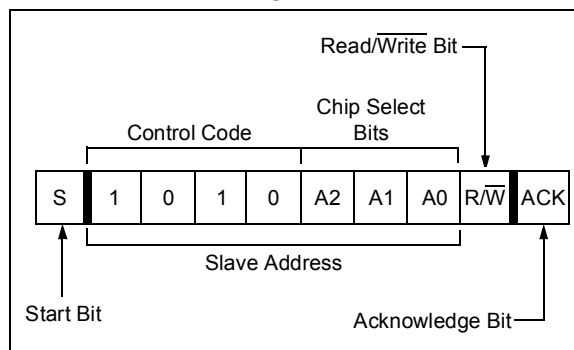 Read/Write Bit
Chip Select
Bits
Control Code
S 1 0 1 0 A2 A1 A0 R/W ACK
Slave Address
Start Bit
Acknowledge Bit